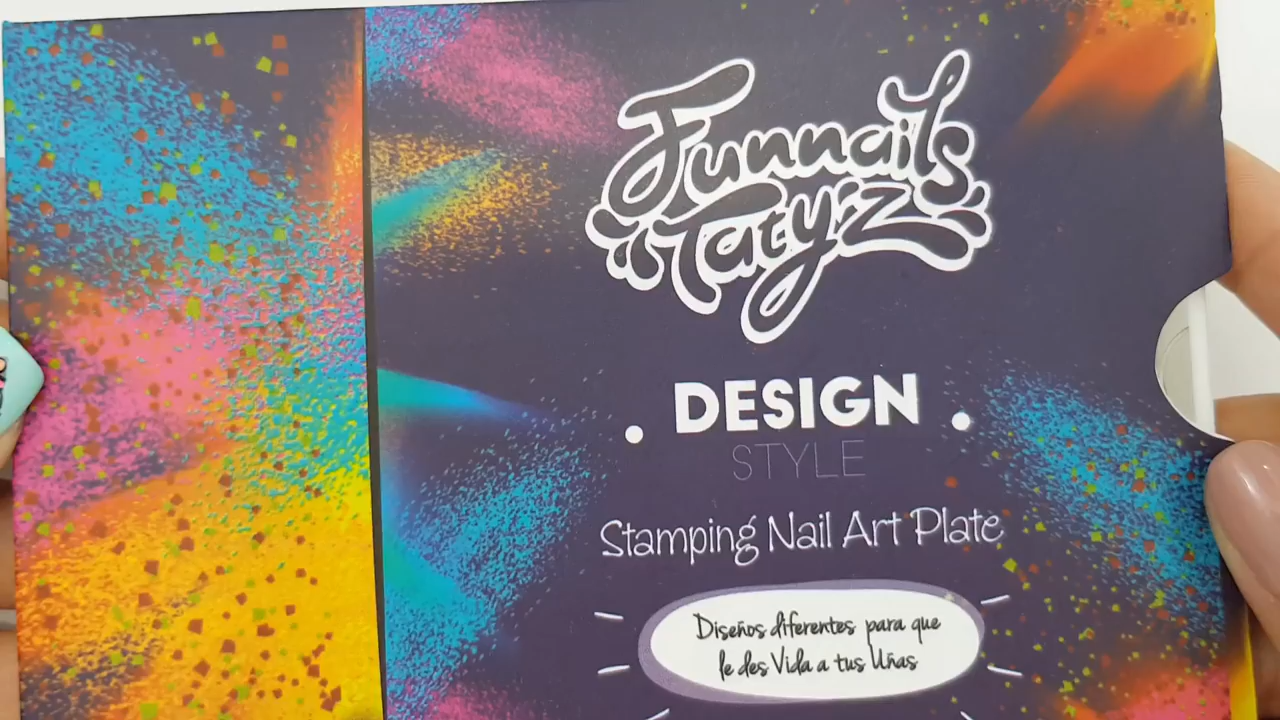 Funnails
Taty'z
DESIGN
STYLE
Stamping Nail Art Plate
Diseños diferentes para que
le des Vida a tus Uñas